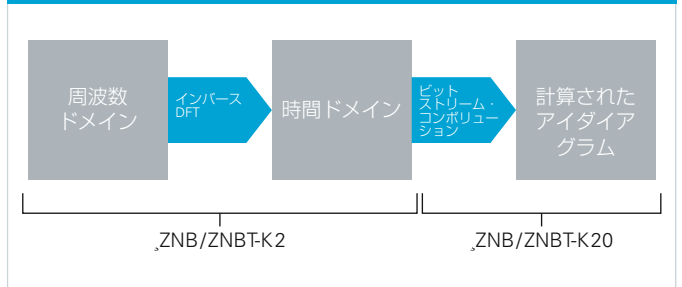 周波数
ドメイン
インバース
DFT
時間ドメイン
ビット
ストリーム・
コンボリュー
ション
計算された
アイダイア
グラム
¸ZNB/ZNBT-K2
¸ZNB/ZNBT-K20